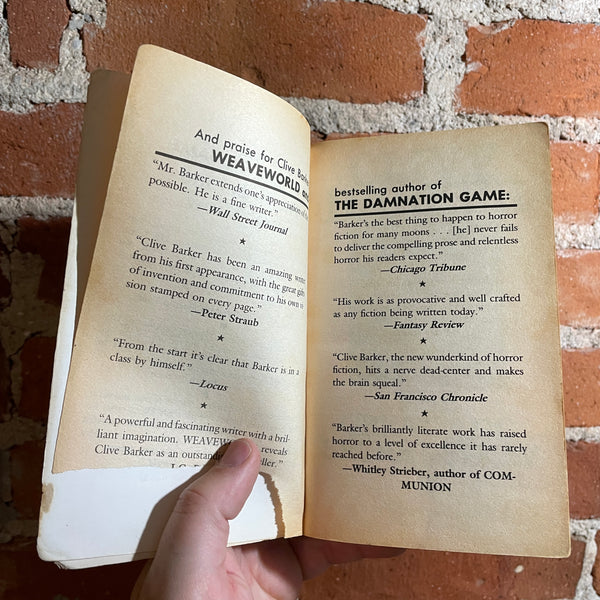 And praise for Clive
WEAVEWORLD
"Mr. Barker extends one's appreciation of
possible. He is a fine writer."
—Wall Street Journal
★
"Clive Barker has been an amazing writer
from his first appearance, with the great gifts
of invention and commitment to his own
sion stamped on every page."
—Peter Straub
★
"From the start it's clear that Barker is in a
class by himself."
—Locus
★
"A powerful and fascinating writer with a bril-
liant imagination. WEAVEWO reveals
Clive Barker as an outstanding
bestselling author of
THE DAMNATION GAME:
"Barker's the best thing to happen to horror
fiction for many moons . . . [he] never fails
to deliver the compelling prose and relentless
horror his readers expect."
—Chicago Tribune
★
"His work is as provocative and well crafted
as any fiction being written today."
—Fantasy Review
★
"Clive Barker, the new wunderkind of horror
fiction, hits a nerve dead-center and makes
the brain squeal."
—San Francisco Chronicle
★
"Barker's brilliantly literate work has raised
horror to a level of excellence it has rarely
reached before."
—Whitley Strieber, author of COM-
MUNION